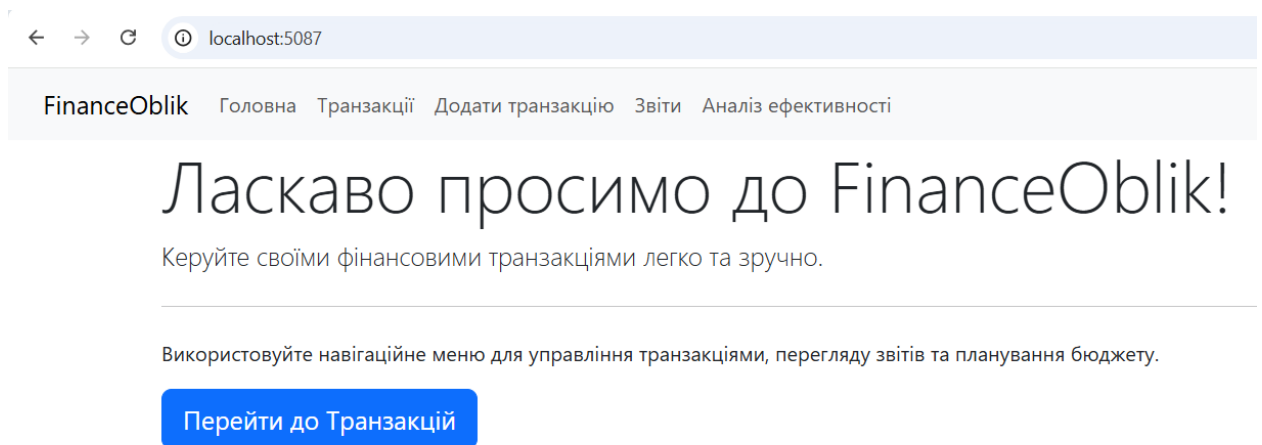 localhost:5087
FinanceOblik Головна Транзакції Додати транзакцію Звіти Аналіз ефективності
Ласкаво просимо до FinanceOblik!
Керуйте своїми фінансовими транзакціями легко та зручно.
Використовуйте навігаційне меню для управління транзакціями, перегляду звітів та планування бюджету.
Перейти до Транзакцій